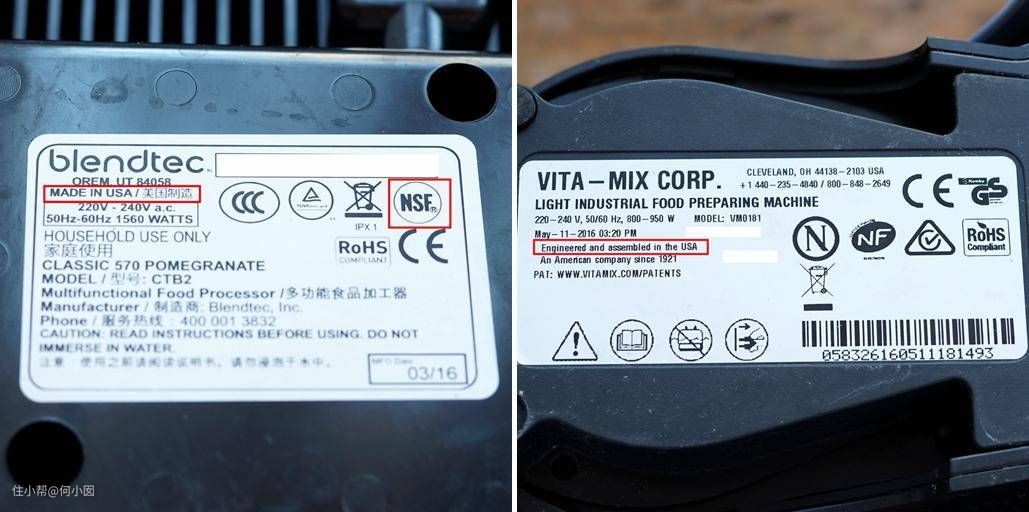 blendtec
OREM, UT 84058
MADE IN USA / 美国制造
220V - 240V a.c.
50Hz-60Hz 1560 WATTS
NSF®
IPX 1
HOUSEHOLD USE ONLY
家庭使用
RoHS
COMPLIANT
CE
CLASSIC 570 POMEGRANATE
MODEL / 型号: CTB2
Multifunctional Food Processor /多功能食品加工器
Manufacturer / 制造商: Blendtec, Inc.
Phone / 服务热线 : 400 001 3832
CAUTION: READ INSTRUCTIONS BEFORE USING. DO NOT
IMMERSE IN WATER.
注意: 使用之前请阅读说明书。请勿浸泡于水中。
MFG Date
03/16
住小帮@何小囡
VITA-MIX CORP.
CLEVELAND, OH 44138-2103 USA
+1 440-235-4840 / 800-848-2649
CE
GS
LIGHT INDUSTRIAL FOOD PREPARING MACHINE
220-240 V, 50/60 Hz, 800-950 W MODEL: VM0181
May-11-2016 03:20 PM
Engineered and assembled in the USA
An American company since 1921
PAT: WWW.VITAMIX.COM/PATENTS
N
NF
RoHS
Compliant
058326160511181493